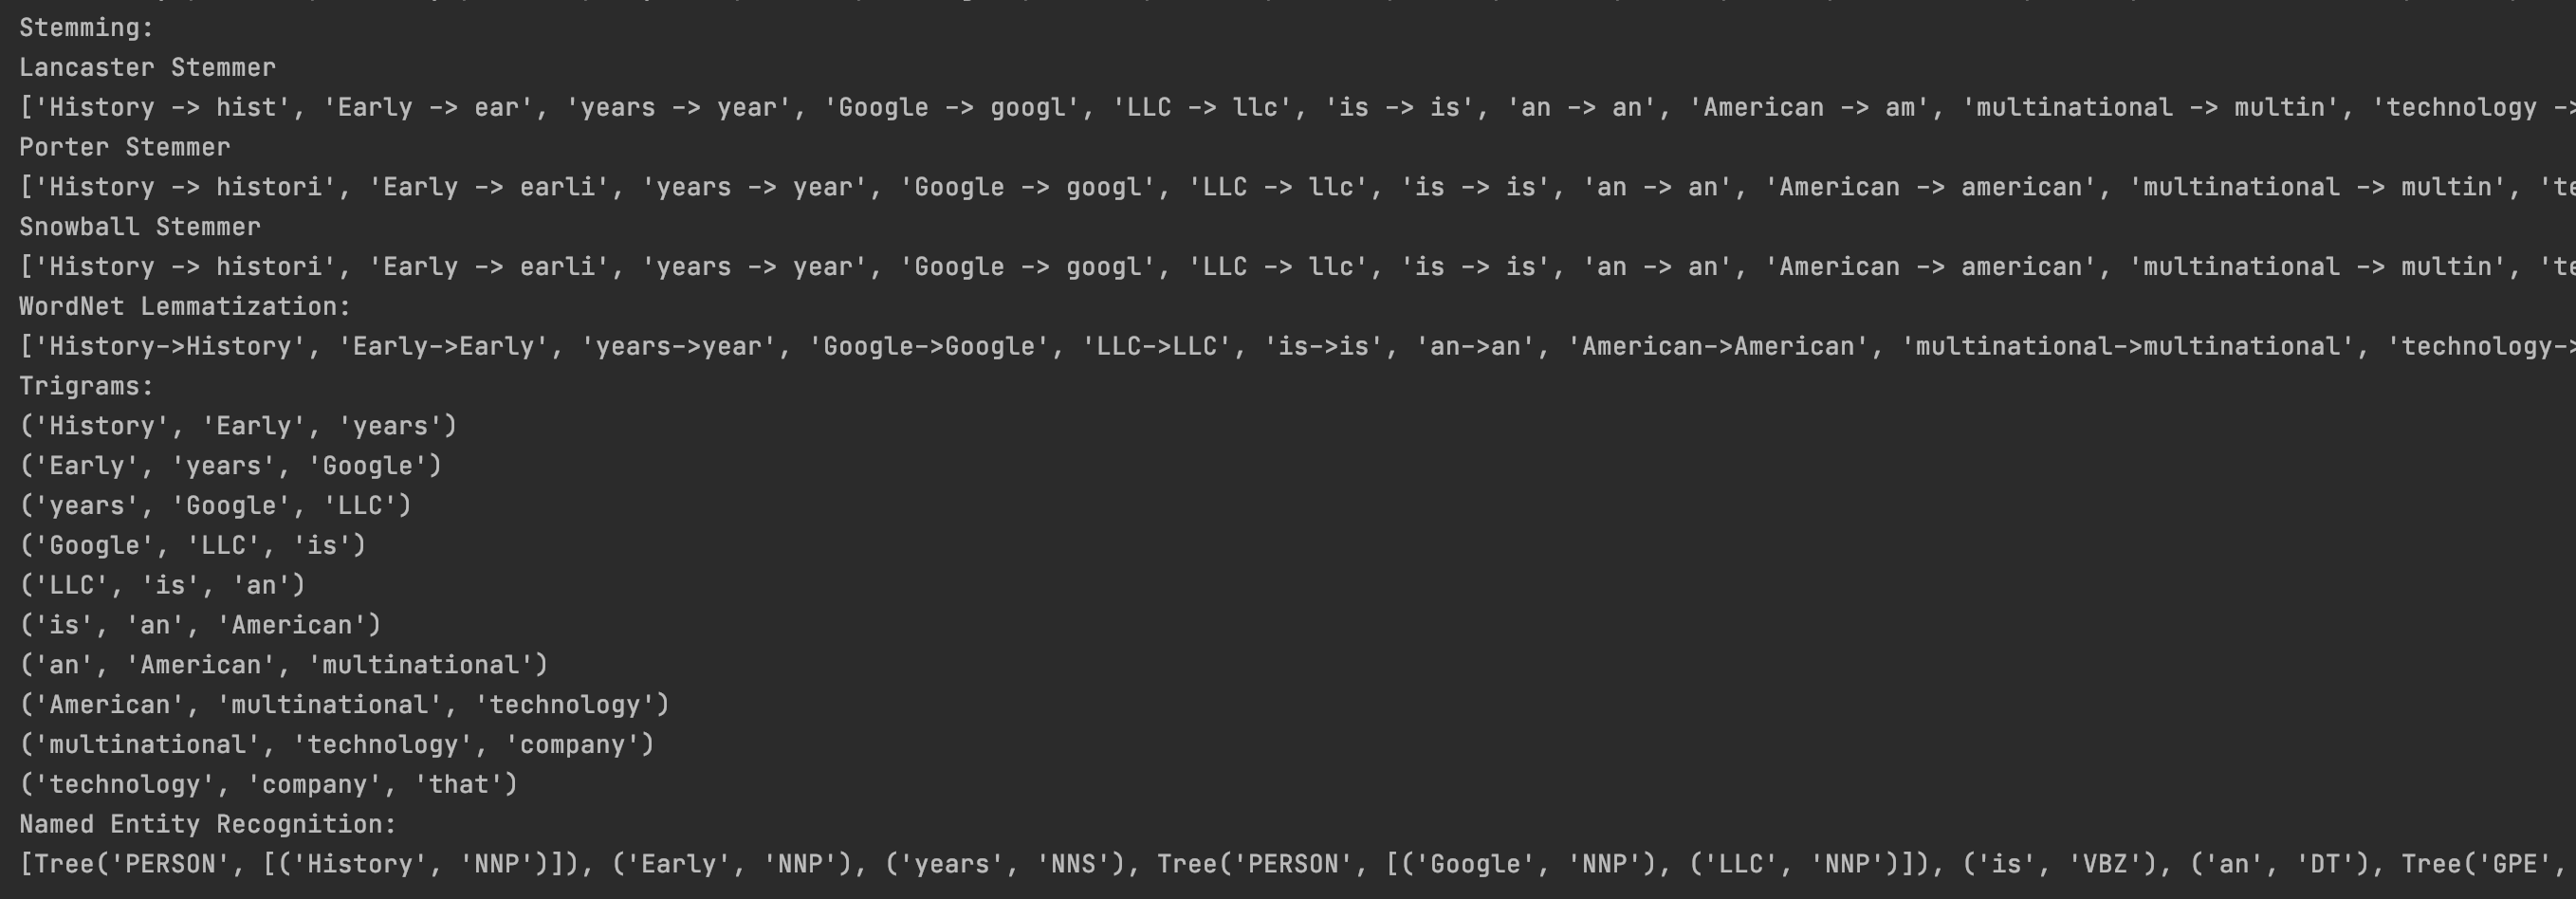 Stemming:
Lancaster Stemmer
['History -> hist', 'Early -> ear', 'years -> year', 'Google -> googl', 'LLC -> llc', 'is -> is', 'an -> an', 'American -> am', 'multinational -> multin', 'technology ->
Porter Stemmer
['History -> histori', 'Early -> earli', 'years -> year', 'Google -> googl', 'LLC -> llc', 'is -> is', 'an -> an', 'American -> american', 'multinational -> multin', 'te
Snowball Stemmer
['History -> histori', 'Early -> earli', 'years -> year', 'Google -> googl', 'LLC -> llc', 'is -> is', 'an -> an', 'American -> american', 'multinational -> multin', 'te
WordNet Lemmatization:
['History->History', 'Early->Early', 'years->year', 'Google->Google', 'LLC->LLC', 'is->is', 'an->an', 'American->American', 'multinational->multinational', 'technology->
Trigrams:
('History', 'Early', 'years')
('Early', 'years', 'Google')
('years', 'Google', 'LLC')
('Google', 'LLC', 'is')
('LLC', 'is', 'an')
('is', 'an', 'American')
('an', 'American', 'multinational')
('American', 'multinational', 'technology')
('multinational', 'technology', 'company')
('technology', 'company', 'that')
Named Entity Recognition:
[Tree('PERSON', [('History', 'NNP')]), ('Early', 'NNP'), ('years', 'NNS'), Tree('PERSON', [('Google', 'NNP'), ('LLC', 'NNP')]), ('is', 'VBZ'), ('an', 'DT'), Tree('GPE',